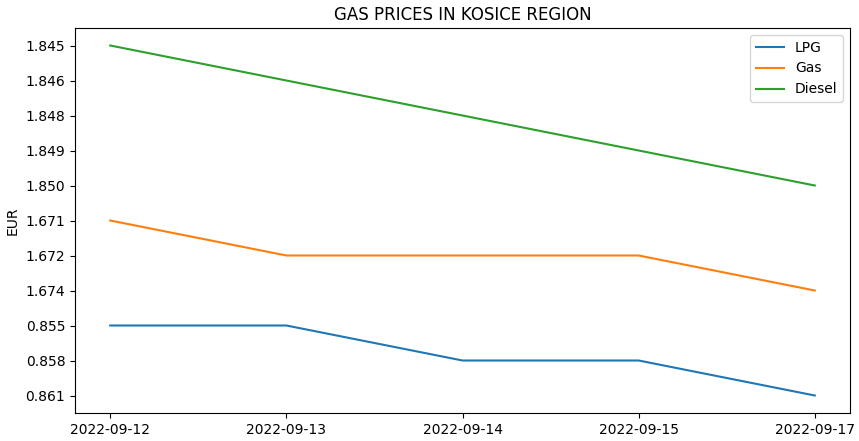 GAS PRICES IN KOSICE REGION
LPG
Gas
Diesel
EUR
1.845
1.846
1.848
1.849
1.850
1.671
1.672
1.674
0.855
0.858
0.861
2022-09-12 2022-09-13 2022-09-14 2022-09-15 2022-09-17